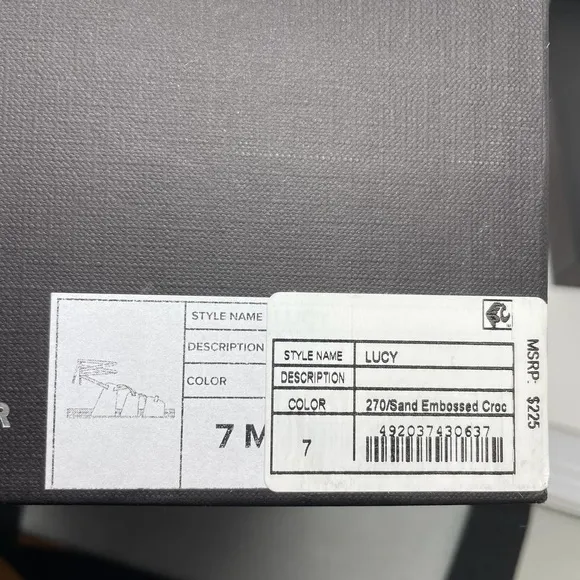 STYLE NAME
DESCRIPTION
COLOR
7 M
R
STYLE NAME LUCY
DESCRIPTION
COLOR 270/Sand Embossed Croc
7 492037430637
MSRP: $225